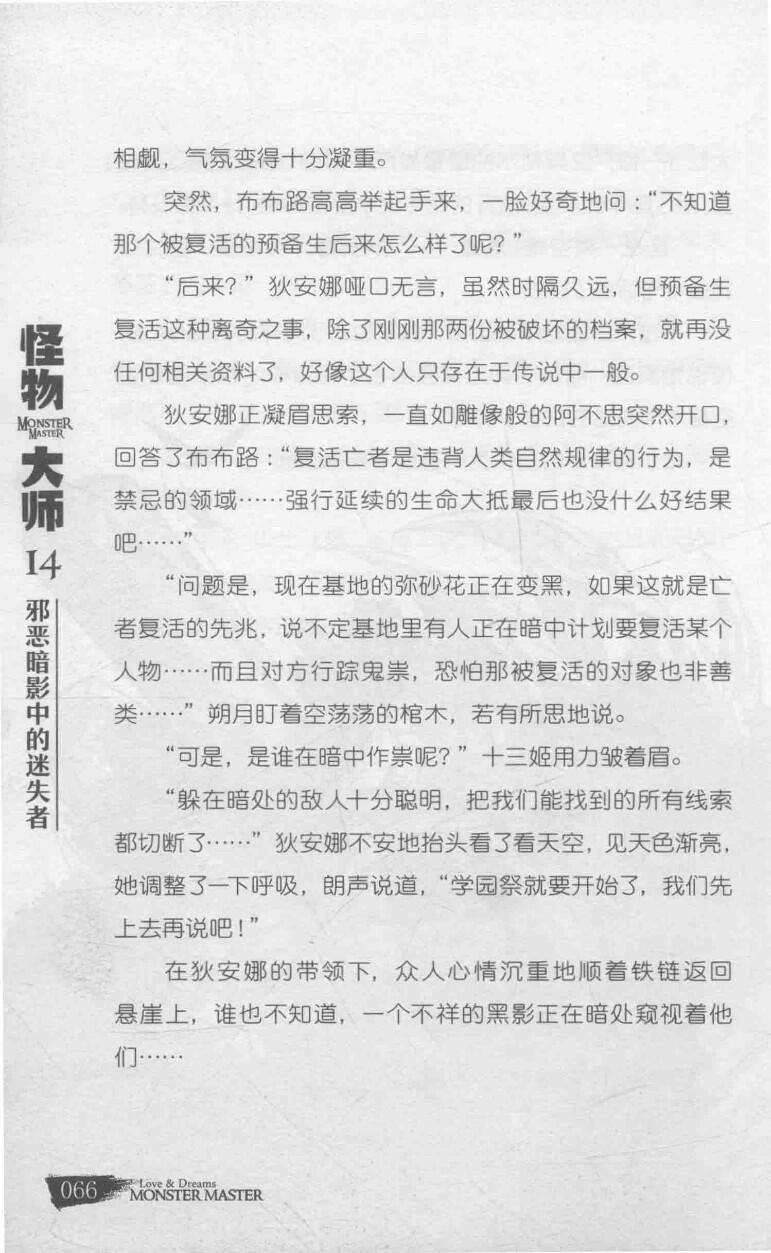 相觑，气氛变得十分凝重。
突然，布布路高高举起手来，一脸好奇地问：“不知道
那个被复活的预备生后来怎么样了呢？”
“后来？”狄安娜哑口无言，虽然时隔久远，但预备生
复活这种离奇之事，除了刚刚那两份被破坏的档案，就再没
任何相关资料了，好像这个人只存在于传说中一般。
狄安娜正凝眉思索，一直如雕像般的阿不思突然开口，
回答了布布路：“复活亡者是违背人类自然规律的行为，是
禁忌的领域……强行延续的生命大抵最后也没什么好结果
吧……”
“问题是，现在基地的弥砂花正在变黑，如果这就是亡
者复活的先兆，说不定基地里有人正在暗中计划要复活某个
人物……而且对方行踪鬼祟，恐怕那被复活的对象也非善
类……”朔月盯着空荡荡的棺木，若有所思地说。
“可是，是谁在暗中作祟呢？”十三姬用力皱着眉。
“躲在暗处的敌人十分聪明，把我们能找到的所有线索
都切断了……”狄安娜不安地抬头看了看天空，见天色渐亮，
她调整了一下呼吸，朗声说道，“学园祭就要开始了，我们先
上去再说吧！”
在狄安娜的带领下，众人心情沉重地顺着铁链返回
悬崖上，谁也不知道，一个不祥的黑影正在暗处窥视着他
们……
怪物
MONSTER
MASTER
大师
14
邪恶暗影中的迷失者
066
Love & Dreams
MONSTER MASTER